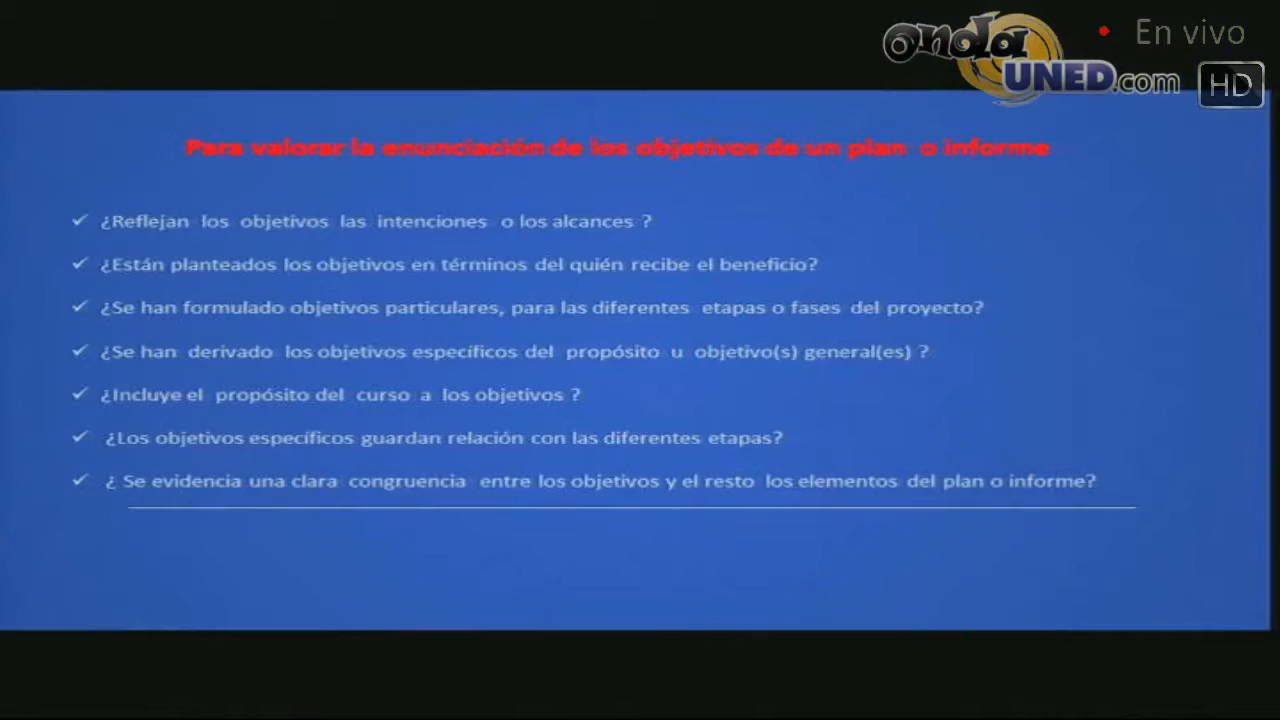 onda
UNED.com
• En vivo
HD
Para valorar la enunciación de los objetivos de un plan o informe
✓ ¿Reflejan los objetivos las intenciones o los alcances ?
✓ ¿Están planteados los objetivos en términos del quién recibe el beneficio?
✓ ¿Se han formulado objetivos particulares, para las diferentes etapas o fases del proyecto?
✓ ¿Se han derivado los objetivos específicos del propósito u objetivo(s) general(es) ?
✓ ¿Incluye el propósito del curso a los objetivos ?
✓ ¿Los objetivos específicos guardan relación con las diferentes etapas?
✓ ¿ Se evidencia una clara congruencia entre los objetivos y el resto los elementos del plan o informe?